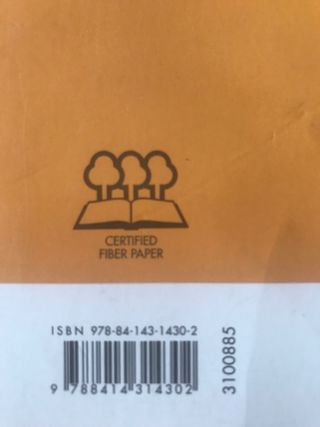 CERTIFIED
FIBER PAPER
ISBN 978-84-143-1430-2
9 788414 314302
3100885